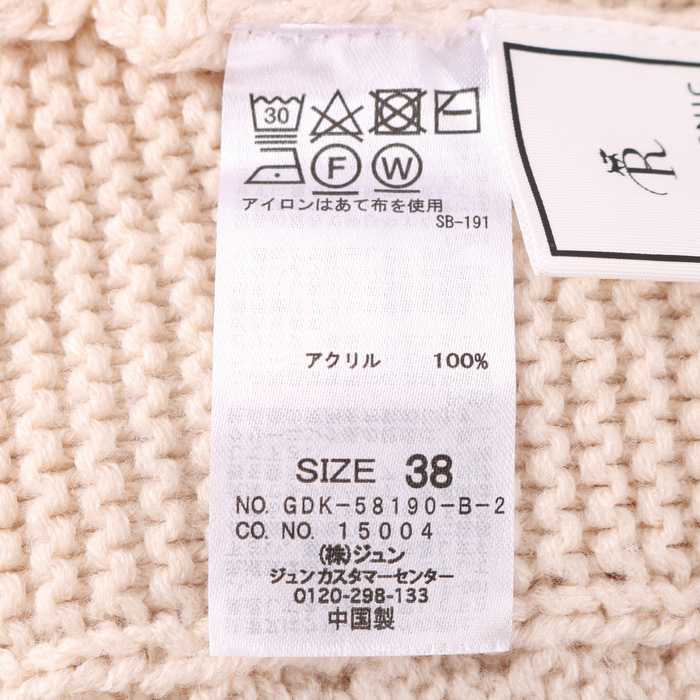 30
F W
アイロンはあて布を使用
SB-191
アクリル 100%
SIZE 38
NO. GDK-58190-B-2
CO. NO. 15004
(株)ジュン
ジュンカスタマーセンター
0120-298-133
中国製
R